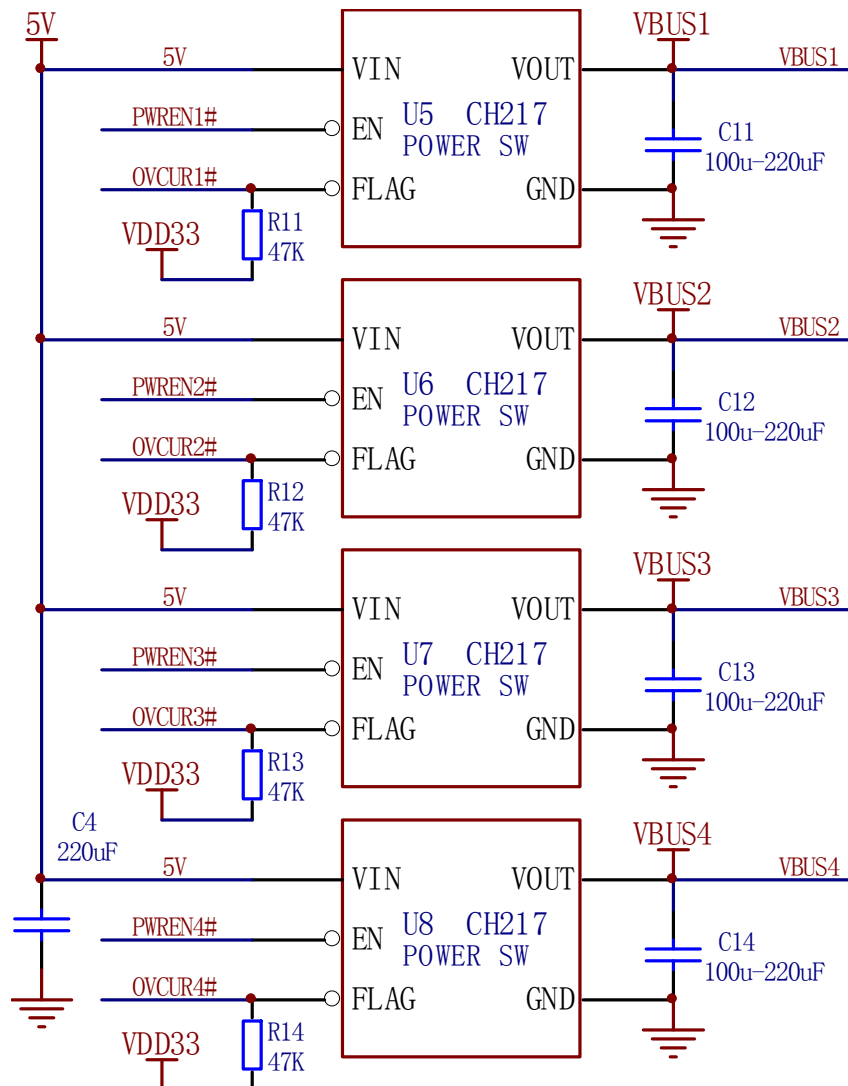 5V VBUS1
5V VIN VOUT VBUS1
PWREN1# EN U5 CH217 C11
POWER SW 100u-220uF
OVCUR1# FLAG GND
VDD33 R11
47K
VBUS2
5V VIN VOUT VBUS2
PWREN2# EN U6 CH217 C12
POWER SW 100u-220uF
OVCUR2# FLAG GND
VDD33 R12
47K
VBUS3
5V VIN VOUT VBUS3
PWREN3# EN U7 CH217 C13
POWER SW 100u-220uF
OVCUR3# FLAG GND
VDD33 R13
47K
C4 VBUS4
220uF
5V VIN VOUT VBUS4
PWREN4# EN U8 CH217 C14
POWER SW 100u-220uF
OVCUR4# FLAG GND
VDD33 R14
47K